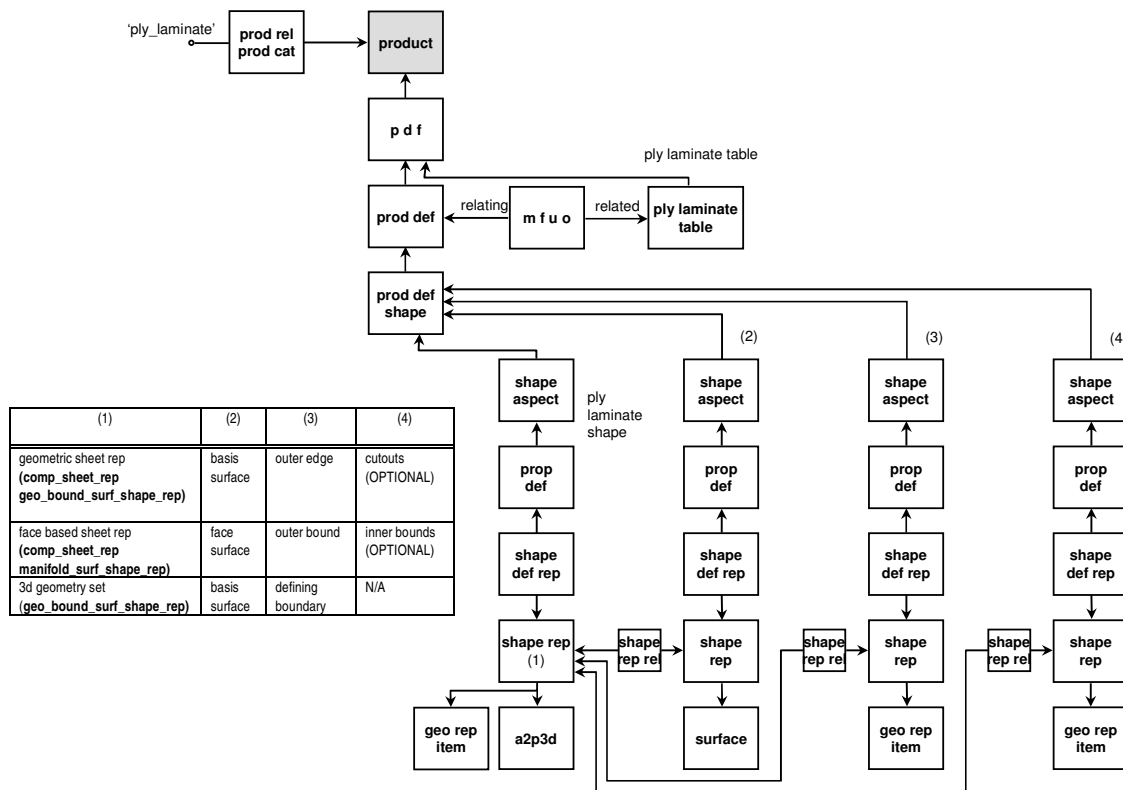 'ply_laminate'
prod rel
prod cat
product
p d f
ply laminate table
prod def
relating
m f u o
related
ply laminate
table
prod def
shape
(2)
(3)
(4
shape
aspect
ply
laminate
shape
shape
aspect
shape
aspect
shape
aspect
(1)
(2)
(3)
(4)
geometric sheet rep
(comp_sheet_rep
geo_bound_surf_shape_rep)
basis
surface
outer edge
cutouts
(OPTIONAL)
face based sheet rep
(comp_sheet_rep
manifold_surf_shape_rep)
face
surface
outer bound
inner bounds
(OPTIONAL)
3d geometry set
(geo_bound_surf_shape_rep)
basis
surface
defining
boundary
N/A
prop
def
prop
def
prop
def
prop
def
shape
def rep
shape
def rep
shape
def rep
shape
def rep
shape rep
(1)
shape
rep rel
shape
rep
shape
rep rel
shape
rep
shape
rep rel
shape
rep
geo rep
item
a2p3d
surface
geo rep
item
geo rep
item